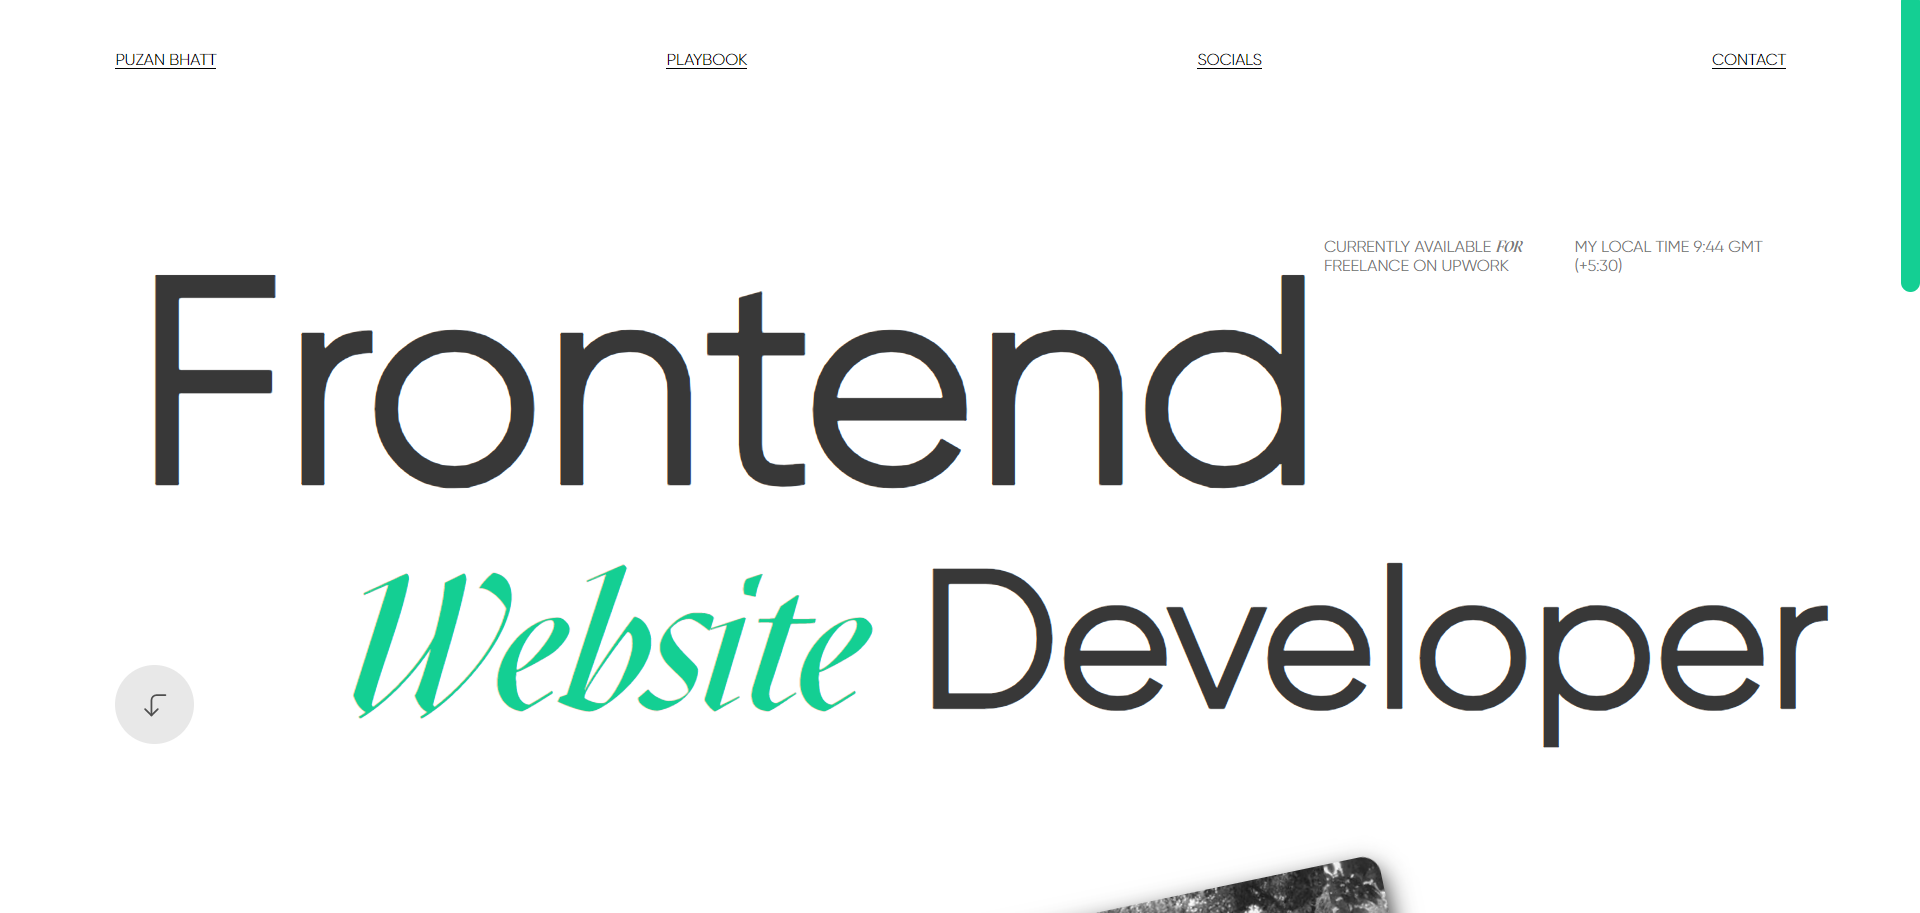 PUZAN BHATT
PLAYBOOK
SOCIALS
CONTACT
CURRENTLY AVAILABLE FOR
FREELANCE ON UPWORK
MY LOCAL TIME 9:44 GMT
(+5:30)
Frontend
Website Developer